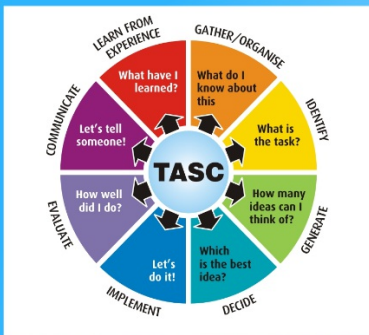 GATHER/ORGANISE
What do I
know about
this
IDENTIFY
What is
the task?
GENERATE
How many
ideas can I
think of?
DECIDE
Which
is the best
idea?
IMPLEMENT
Let's
do it!
EVALUATE
How well
did I do?
COMMUNICATE
Let's tell
someone!
LEARN FROM
EXPERIENCE
What have I
learned?
TASC